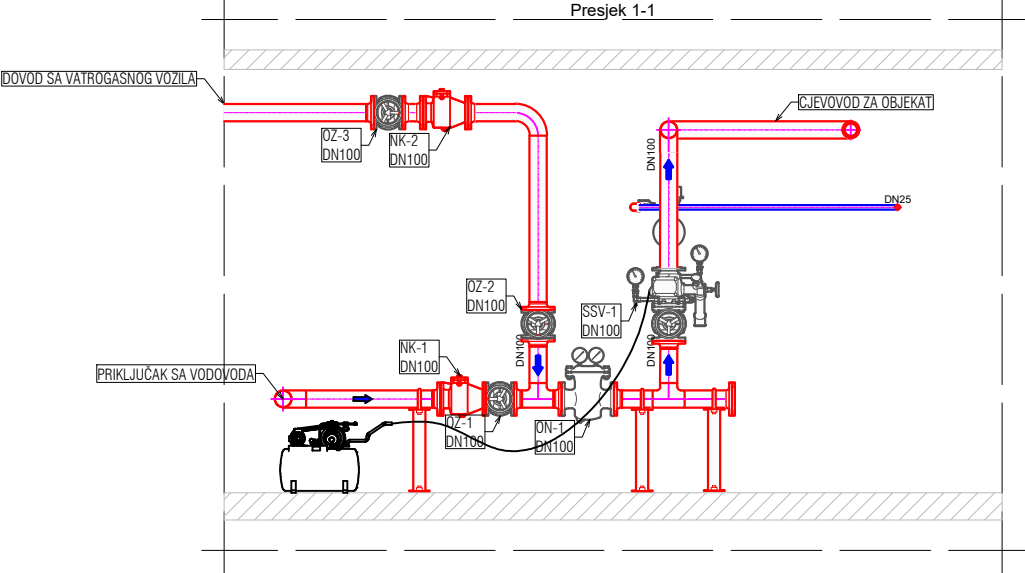 Presjek 1-1
DOVOD SA VATROGASNOG VOZILA
CJEVOVOD ZA OBJEKAT
OZ-3
DN100
NK-2
DN100
DN100
DN25
OZ-2
DN100
SSV-1
DN100
NK-1
DN100
DN100
DN100
PRIKLJUČAK SA VODOVODA
OZ-1
DN100
ON-1
DN100